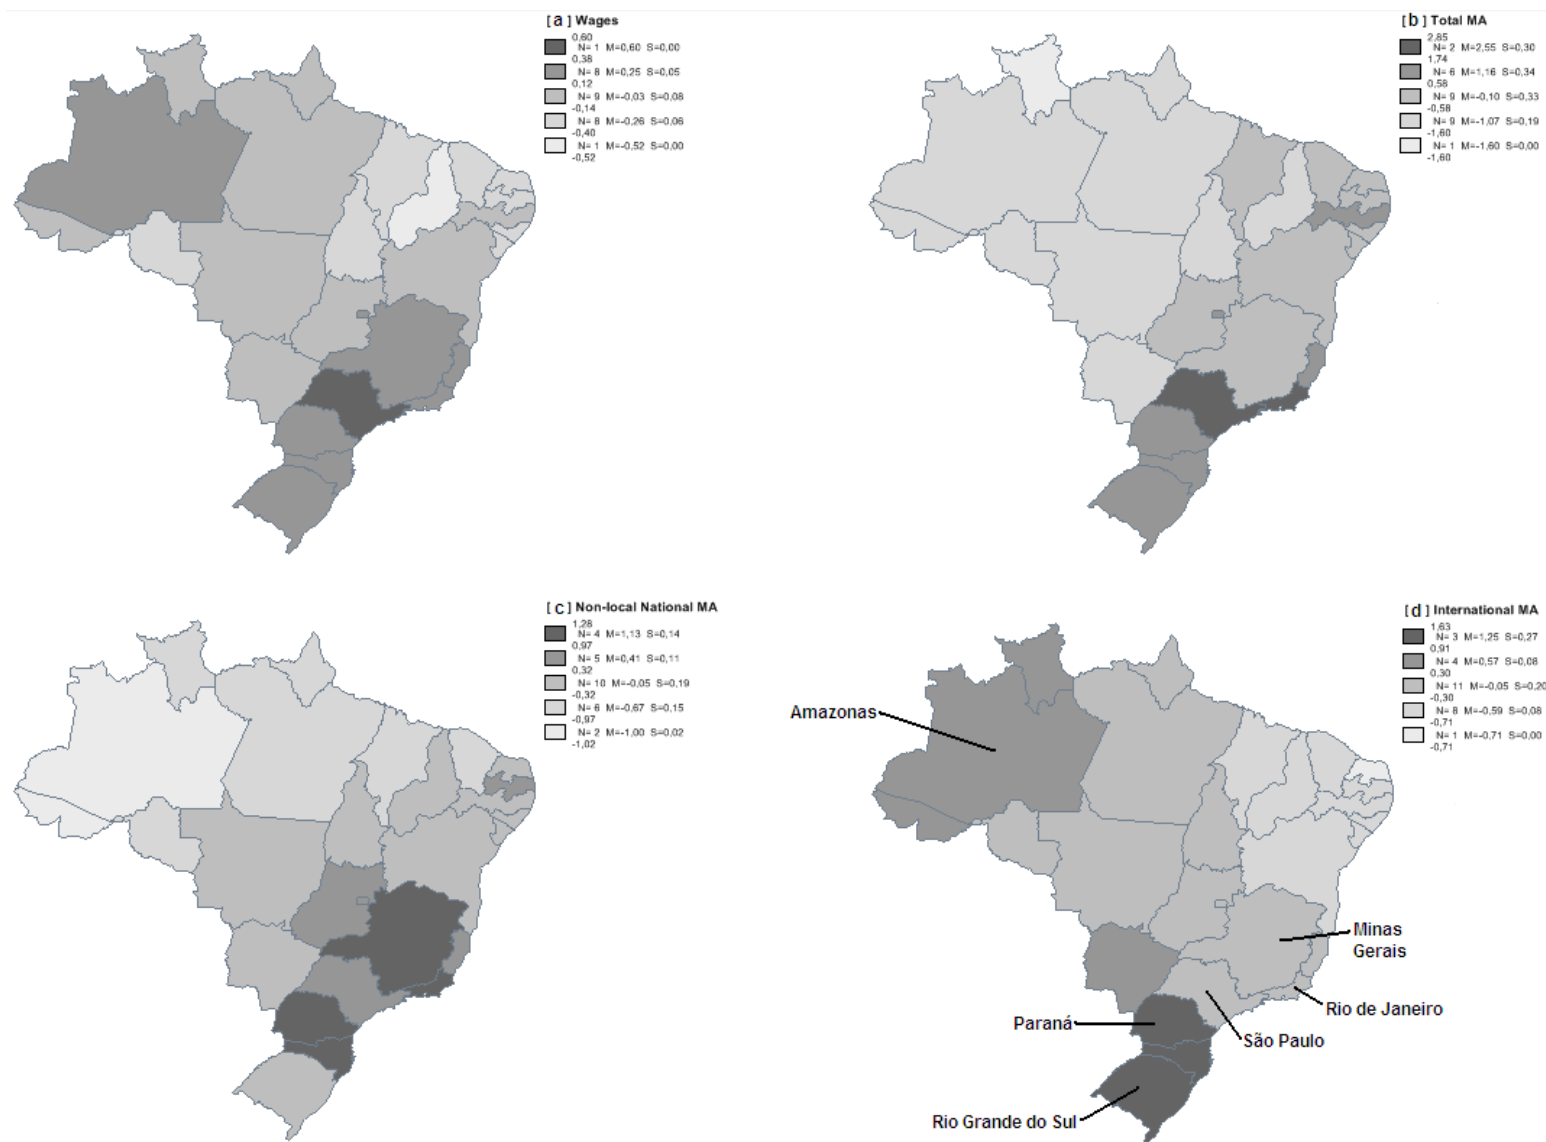 [ a ] Wages
0,60
N= 1 M=0,60 S=0,00
0,38
N= 8 M=0,25 S=0,05
0,12
N= 9 M=-0,03 S=0,08
-0,14
N= 8 M=-0,26 S=0,06
-0,40
N= 1 M=-0,52 S=0,00
-0,52
[ b ] Total MA
2,85
N= 2 M=2,55 S=0,30
1,74
N= 6 M=1,16 S=0,34
0,58
N= 9 M=-0,10 S=0,33
-0,58
N= 9 M=-1,07 S=0,19
-1,60
N= 1 M=-1,60 S=0,00
-1,60
[ c ] Non-local National MA
1,28
N= 4 M=1,13 S=0,14
0,97
N= 5 M=0,41 S=0,11
0,32
N= 10 M=-0,05 S=0,19
-0,32
N= 6 M=-0,67 S=0,15
-0,97
N= 2 M=-1,00 S=0,02
-1,02
[ d ] International MA
1,63
N= 3 M=1,25 S=0,27
0,91
N= 4 M=0,57 S=0,08
0,30
N= 11 M=-0,05 S=0,20
-0,30
N= 8 M=-0,59 S=0,08
-0,71
N= 1 M=-0,71 S=0,00
-0,71
Amazonas
Minas
Gerais
Rio de Janeiro
Paraná
São Paulo
Rio Grande do Sul